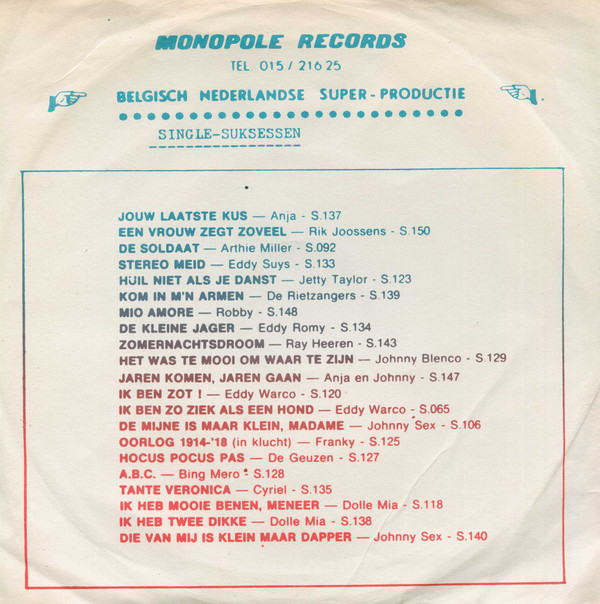 MONOPOLE RECORDS
TEL 015/ 216 25
BELGISCH NEDERLANDSE SUPER-PRODUCTIE
SINGLE-SUKSESSEN
JOUW LAATSTE KUS — Anja - S.137
EEN VROUW ZEGT ZOVEEL — Rik Joossens - S.150
DE SOLDAAT — Arthie Miller - S.092
STEREO MEID — Eddy Suys - S.133
HUIL NIET ALS JE DANST — Jetty Taylor - S.123
KOM IN M'N ARMEN — De Rietzangers - S.139
MIO AMORE — Robby - S.148
DE KLEINE JAGER — Eddy Romy - S.134
ZOMERNACHTSDROOM — Ray Heeren - S.143
HET WAS TE MOOI OM WAAR TE ZIJN — Johnny Blenco - S.129
JAREN KOMEN, JAREN GAAN — Anja en Johnny - S.147
IK BEN ZOT ! — Eddy Warco - S.120
IK BEN ZO ZIEK ALS EEN HOND — Eddy Warco - S.065
DE MIJNE IS MAAR KLEIN, MADAME — Johnny Sex - S.106
OORLOG 1914-'18 (in klucht) — Franky - S.125
HOCUS POCUS PAS — De Geuzen - S.127
A.B.C. — Bing Mero - S.128
TANTE VERONICA — Cyriel - S.135
IK HEB MOOIE BENEN, MENEER — Dolle Mia - S.118
IK HEB TWEE DIKKE — Dolle Mia - S.138
DIE VAN MIJ IS KLEIN MAAR DAPPER — Johnny Sex - S.140